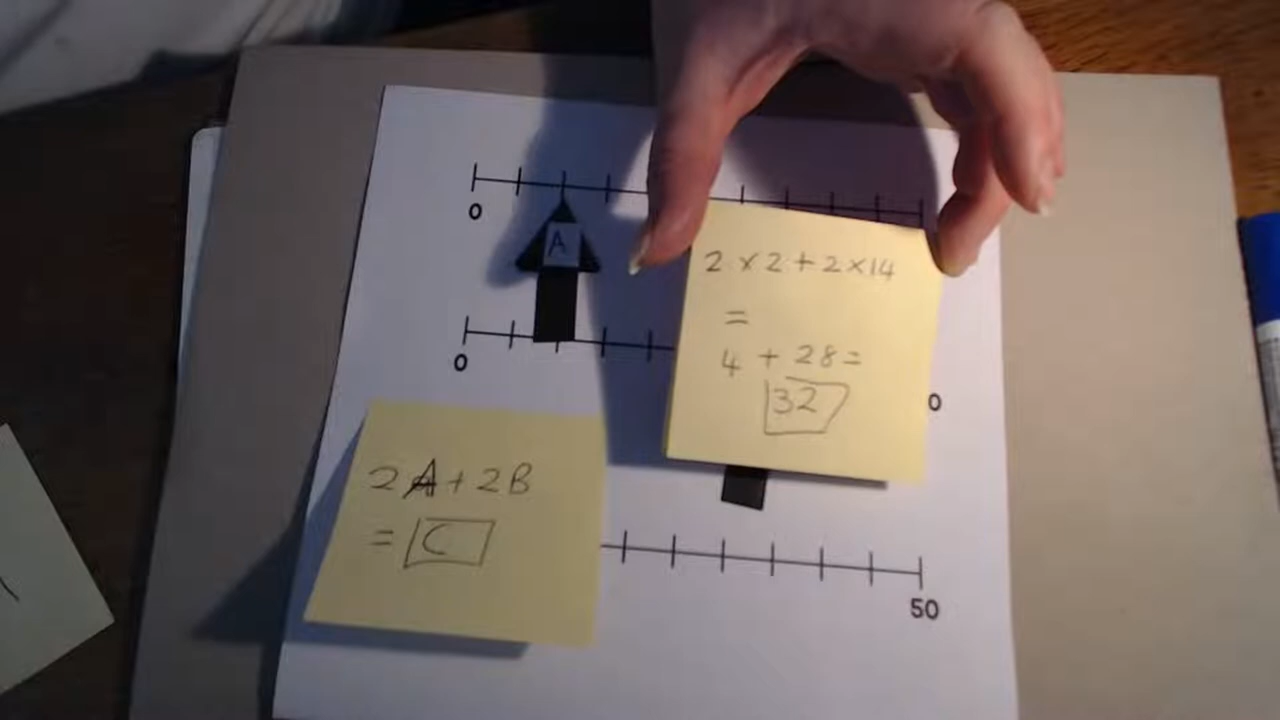 0
A
0
0
2 × 2 + 2 × 14
=
4 + 28 =
32
2A + 2B
= C
50